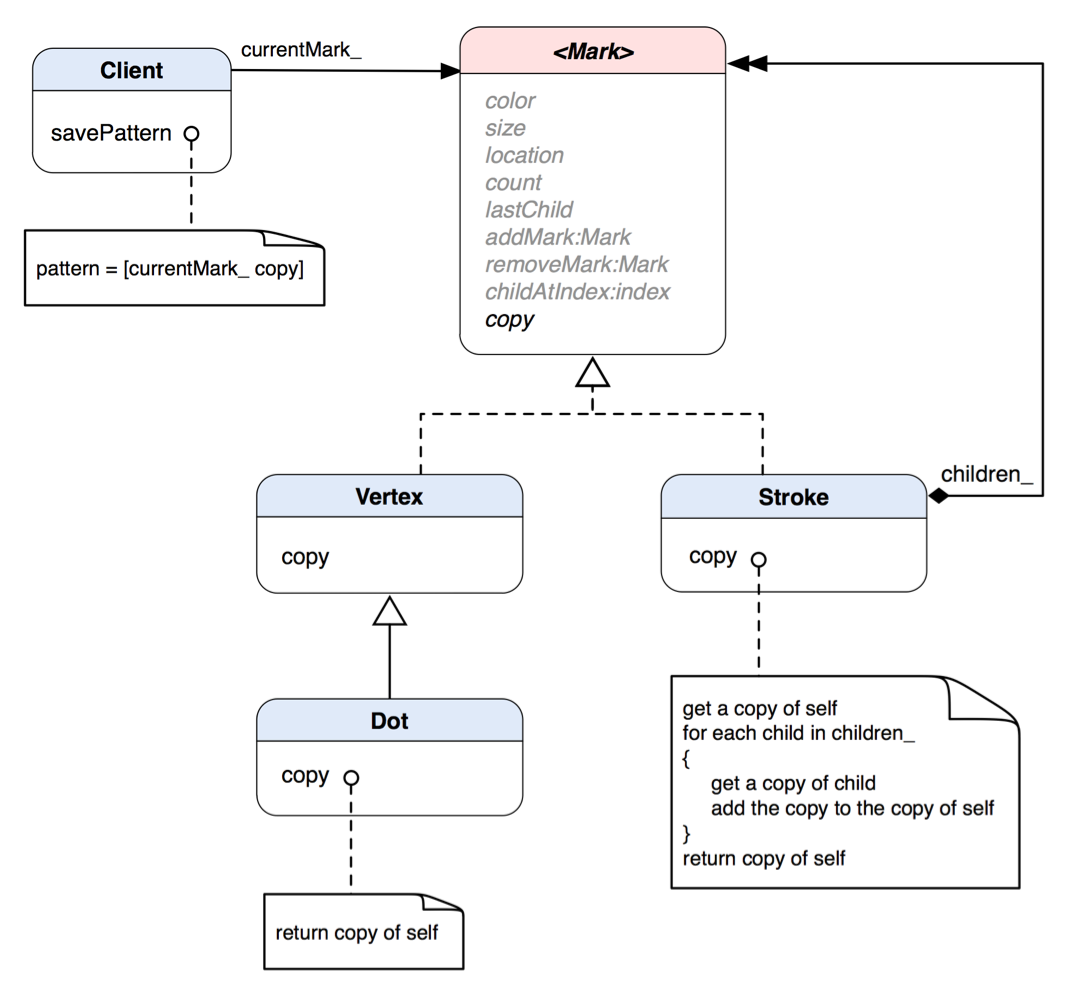 currentMark_
<Mark>
Client
color
size
savePattern
location
count
lastChild
addMark:Mark
pattern = [currentMark_ copy]
removeMark:Mark
childAtIndex:index
copy
children_
Vertex
Stroke
copy
copy
Dot
get a copy of self
for each child in children_
{
get a copy of child
add the copy to the copy of self
}
return copy of self
copy
return copy of self